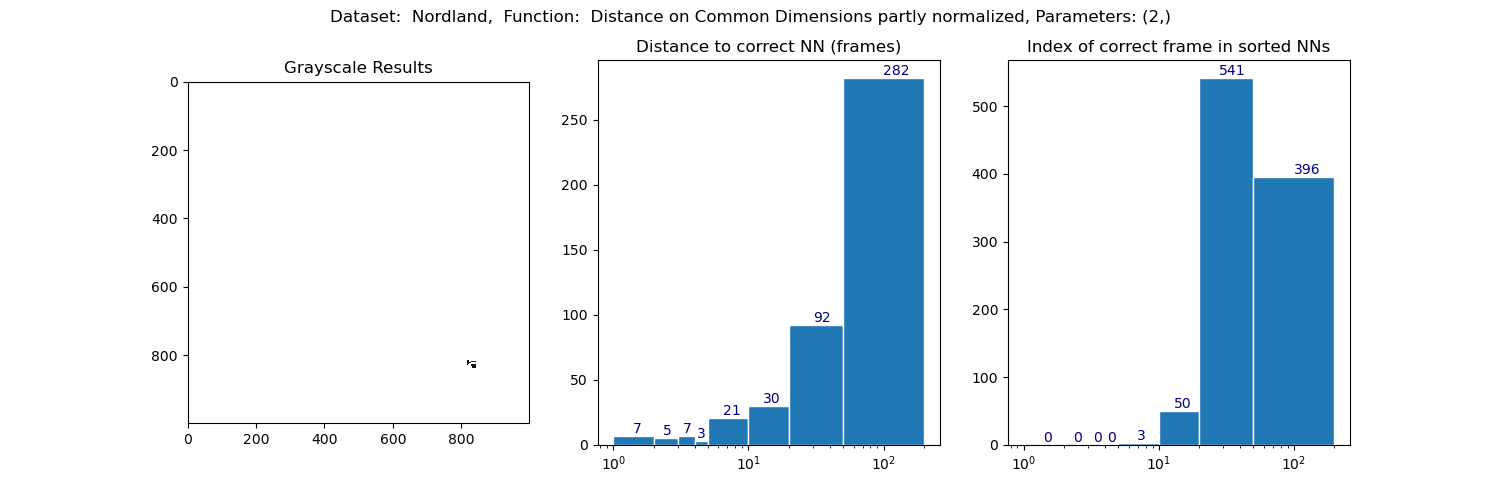 Dataset:  Nordland,  Function:  Distance on Common Dimensions partly normalized, Parameters: (2,)
Grayscale Results
0
200
400
600
800
0 200 400 600 800
Distance to correct NN (frames)
250
200
150
100
50
0
7 5 7 3 21 30 92 282
10^0 10^1 10^2
Index of correct frame in sorted NNs
500
400
300
200
100
0
0 0 0 0 3 50 541 396
10^0 10^1 10^2